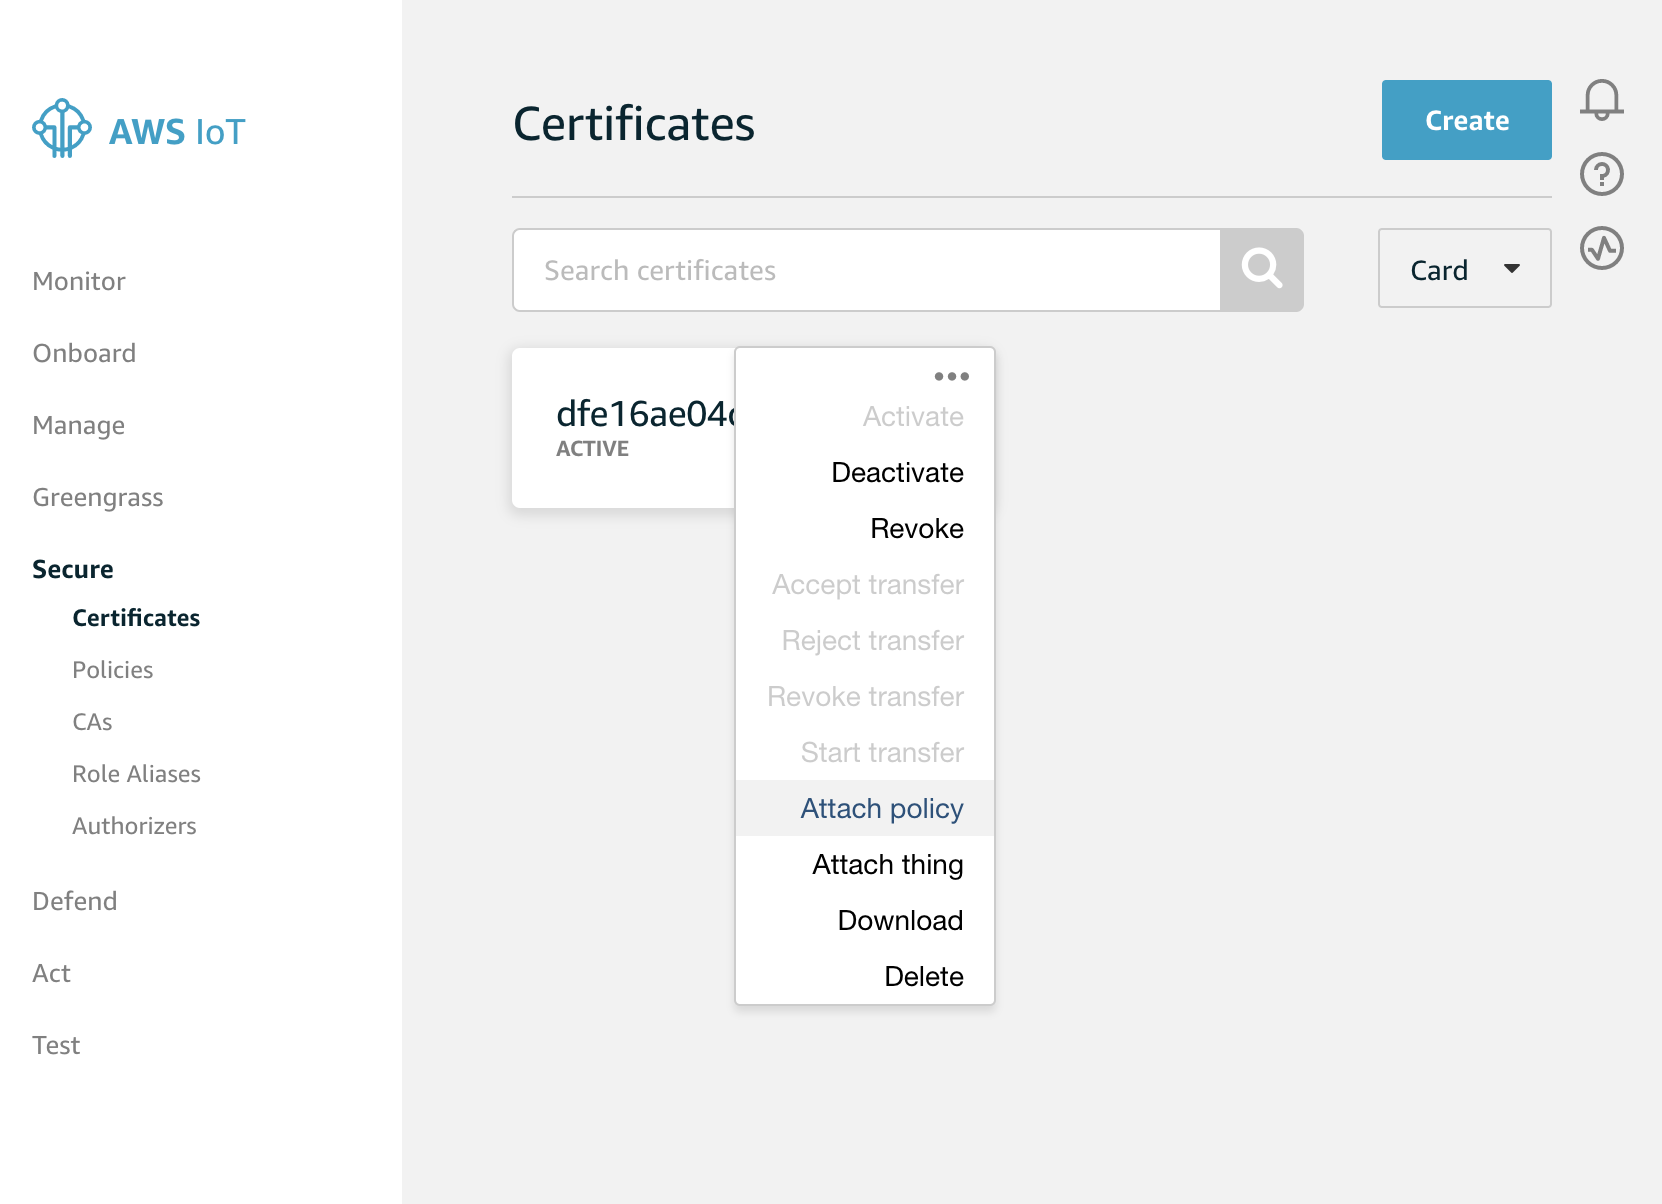 AWS IoT
Monitor
Onboard
Manage
Greengrass
Secure
Certificates
Policies
CAs
Role Aliases
Authorizers
Defend
Act
Test
Certificates
Create
Search certificates
Card
dfe16ae04
ACTIVE
Activate
Deactivate
Revoke
Accept transfer
Reject transfer
Revoke transfer
Start transfer
Attach policy
Attach thing
Download
Delete